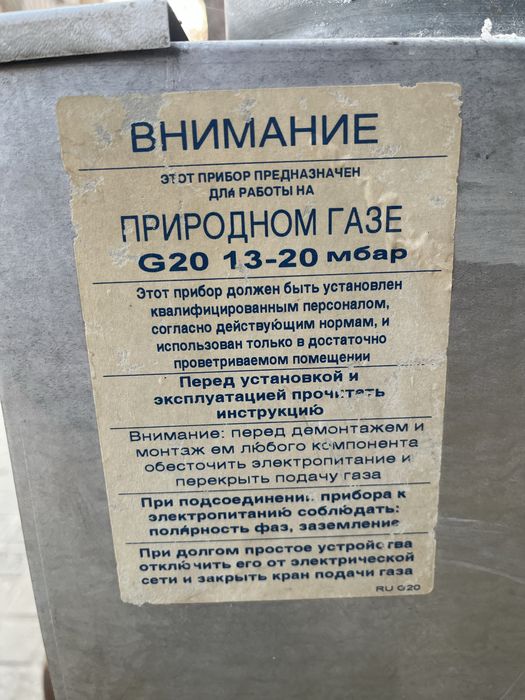 ВНИМАНИЕ
ЭТОТ ПРИБОР ПРЕДНАЗНАЧЕН
ДЛЯ РАБОТЫ НА
ПРИРОДНОМ ГАЗЕ
G20 13-20 мбар
Этот прибор должен быть установлен
квалифицированным персоналом,
согласно действующим нормам, и
использован только в достаточно
проветриваемом помещении
Перед установкой и
эксплуатацией прочитать
инструкцию
Внимание: перед демонтажем и
монтаж ем любого компонента
обесточить электропитание и
перекрыть подачу газа
При подсоединении прибора к
электропитанию соблюдать:
полярность фаз, заземление
При долгом простое устройства
отключить его от электрической
сети и закрыть кран подачи газа
RU G20